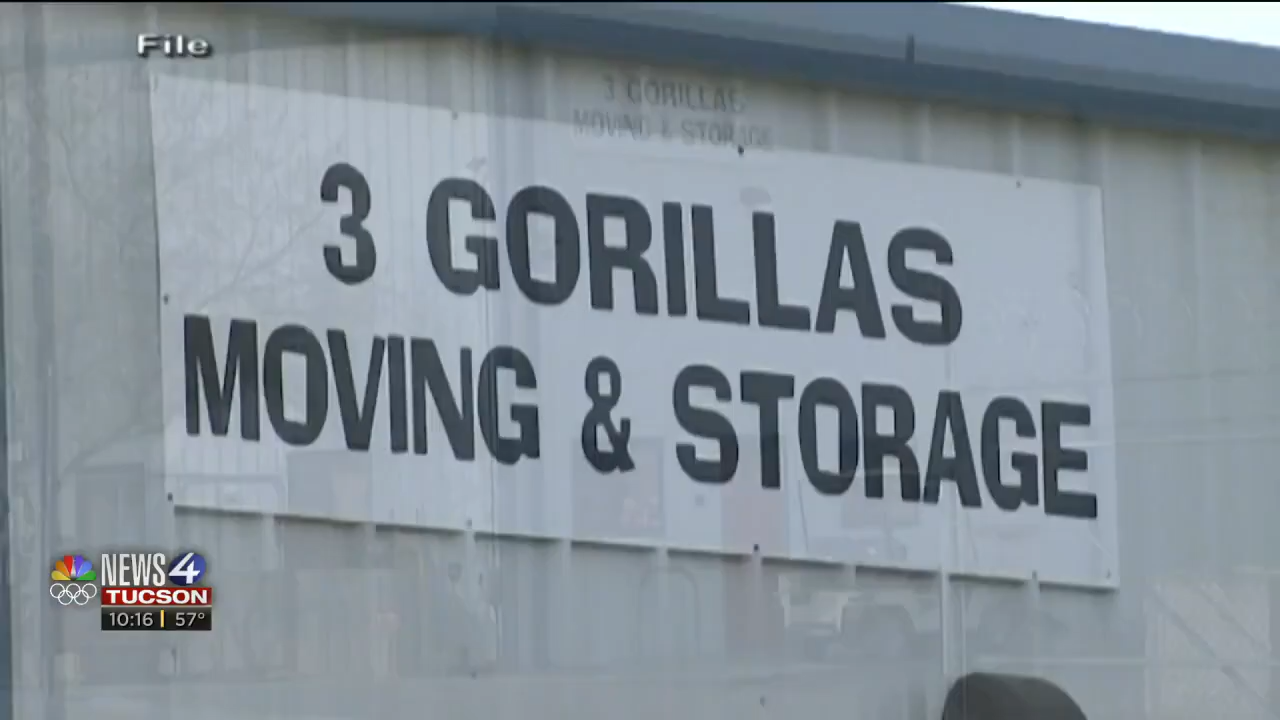 File
3 GORILLAS
MOVING & STORAGE
3 GORILLAS
MOVING & STORAGE
NEWS 4
TUCSON
10:16 57°